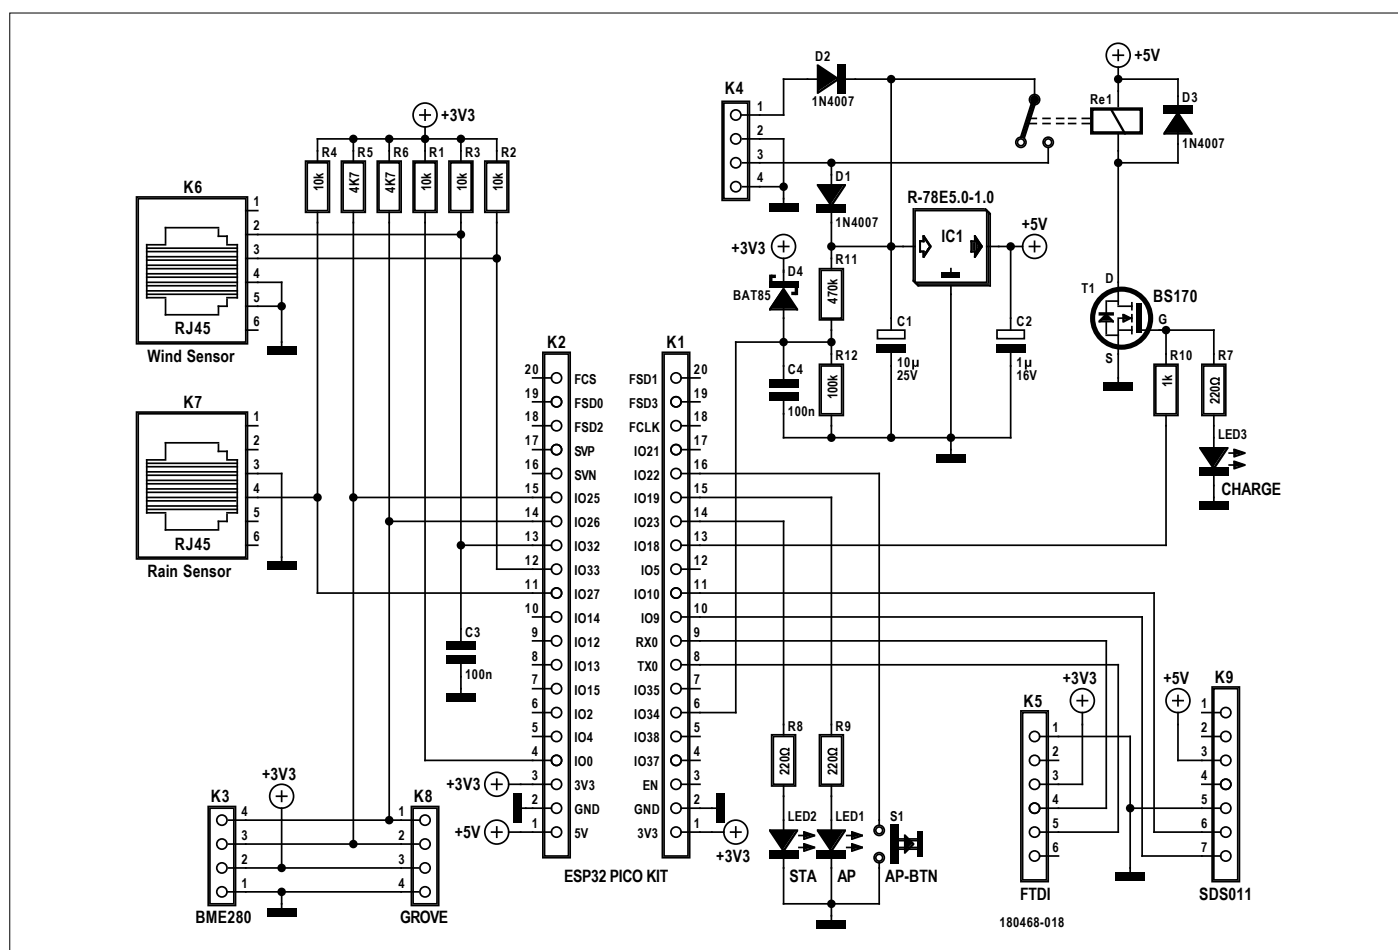 D2
1N4007
+5V
K4
1
2
3
4
Re1
D3
1N4007
D1
1N4007
R-78E5.0-1.0
IC1
+5V
+3V3
D4
BAT85
R11
470k
R12
100k
C4
100n
C1
10µ
25V
C2
1µ
16V
T1
D
G
S
BS170
R10
1k
R7
220Ω
LED3
CHARGE
+3V3
R4
R5
R6
R1
R3
R2
10k
4K7
4K7
10k
10k
10k
K6
1
2
3
4
5
6
RJ45
Wind Sensor
K7
1
2
3
4
5
6
RJ45
Rain Sensor
C3
100n
K2
20 FCS
19 FSD0
18 FSD2
17 SVP
16 SVN
15 IO25
14 IO26
13 IO32
12 IO33
11 IO27
10 IO14
9 IO12
8 IO13
7 IO15
6 IO2
5 IO4
4 IO0
3 3V3
2 GND
1 5V
+3V3
+5V
K1
FSD1 20
FSD3 19
FCLK 18
IO21 17
IO22 16
IO19 15
IO23 14
IO18 13
IO5 12
IO10 11
IO9 10
RX0 9
TX0 8
IO35 7
IO34 6
IO38 5
IO37 4
EN 3
GND 2
3V3 1
+3V3
ESP32 PICO KIT
+3V3
K3
4
3
2
1
BME280
K8
1
2
3
4
GROVE
R8
220Ω
R9
220Ω
LED2
STA
LED1
AP
S1
AP-BTN
+3V3
K5
1
2
3
4
5
6
FTDI
+5V
K9
1
2
3
4
5
6
7
SDS011
180468-018